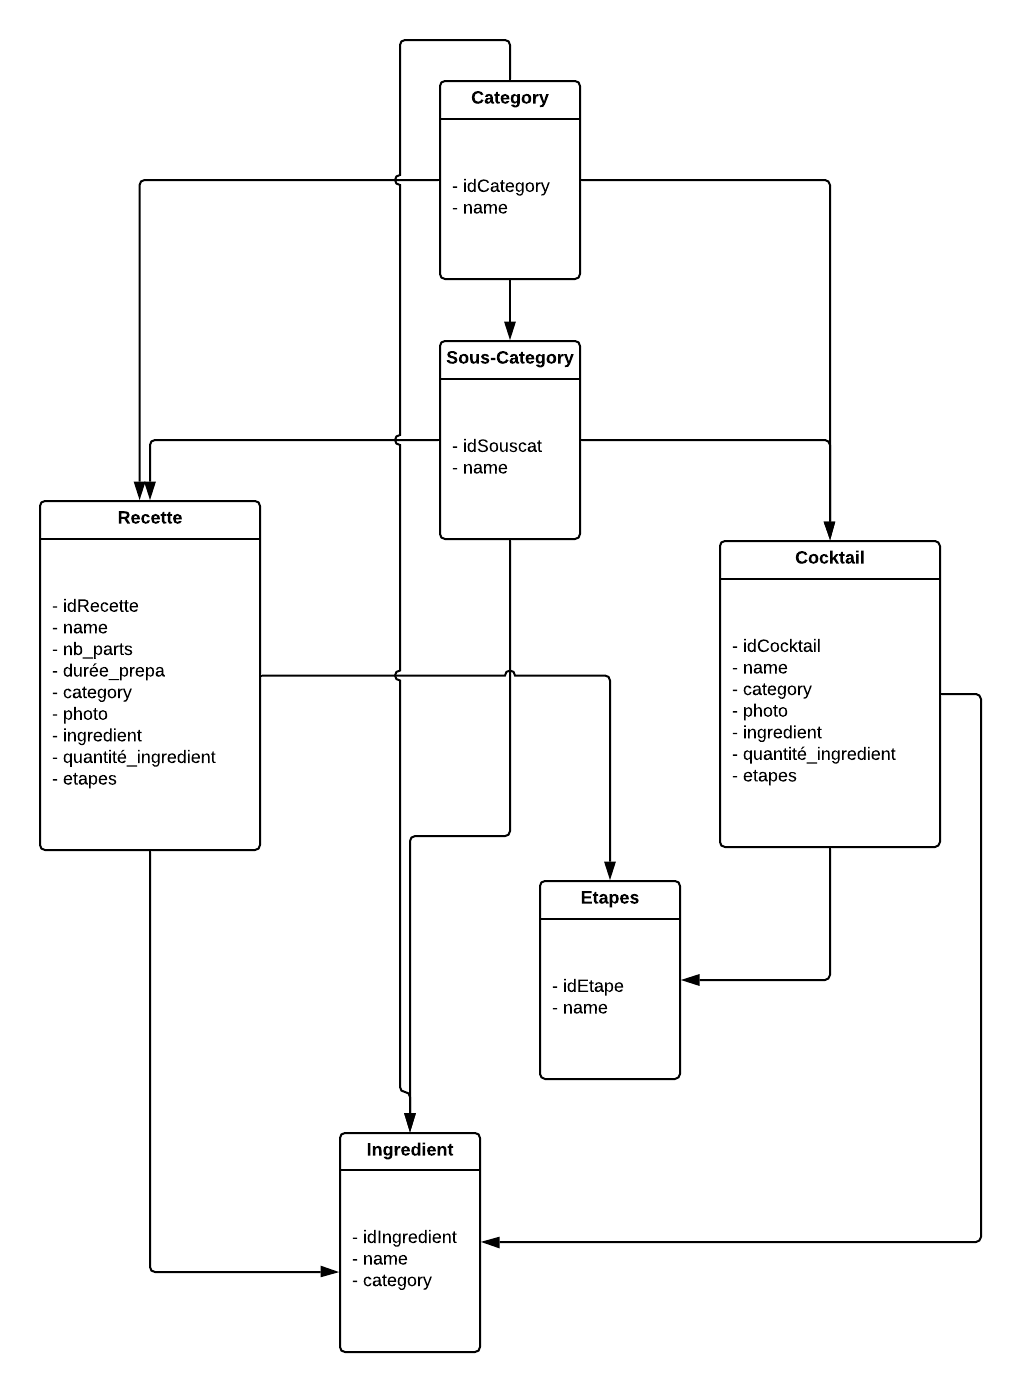 Category
- idCategory
- name
Sous-Category
- idSouscat
- name
Recette
- idRecette
- name
- nb_parts
- durée_prepa
- category
- photo
- ingredient
- quantité_ingredient
- etapes
Cocktail
- idCocktail
- name
- category
- photo
- ingredient
- quantité_ingredient
- etapes
Etapes
- idEtape
- name
Ingredient
- idIngredient
- name
- category